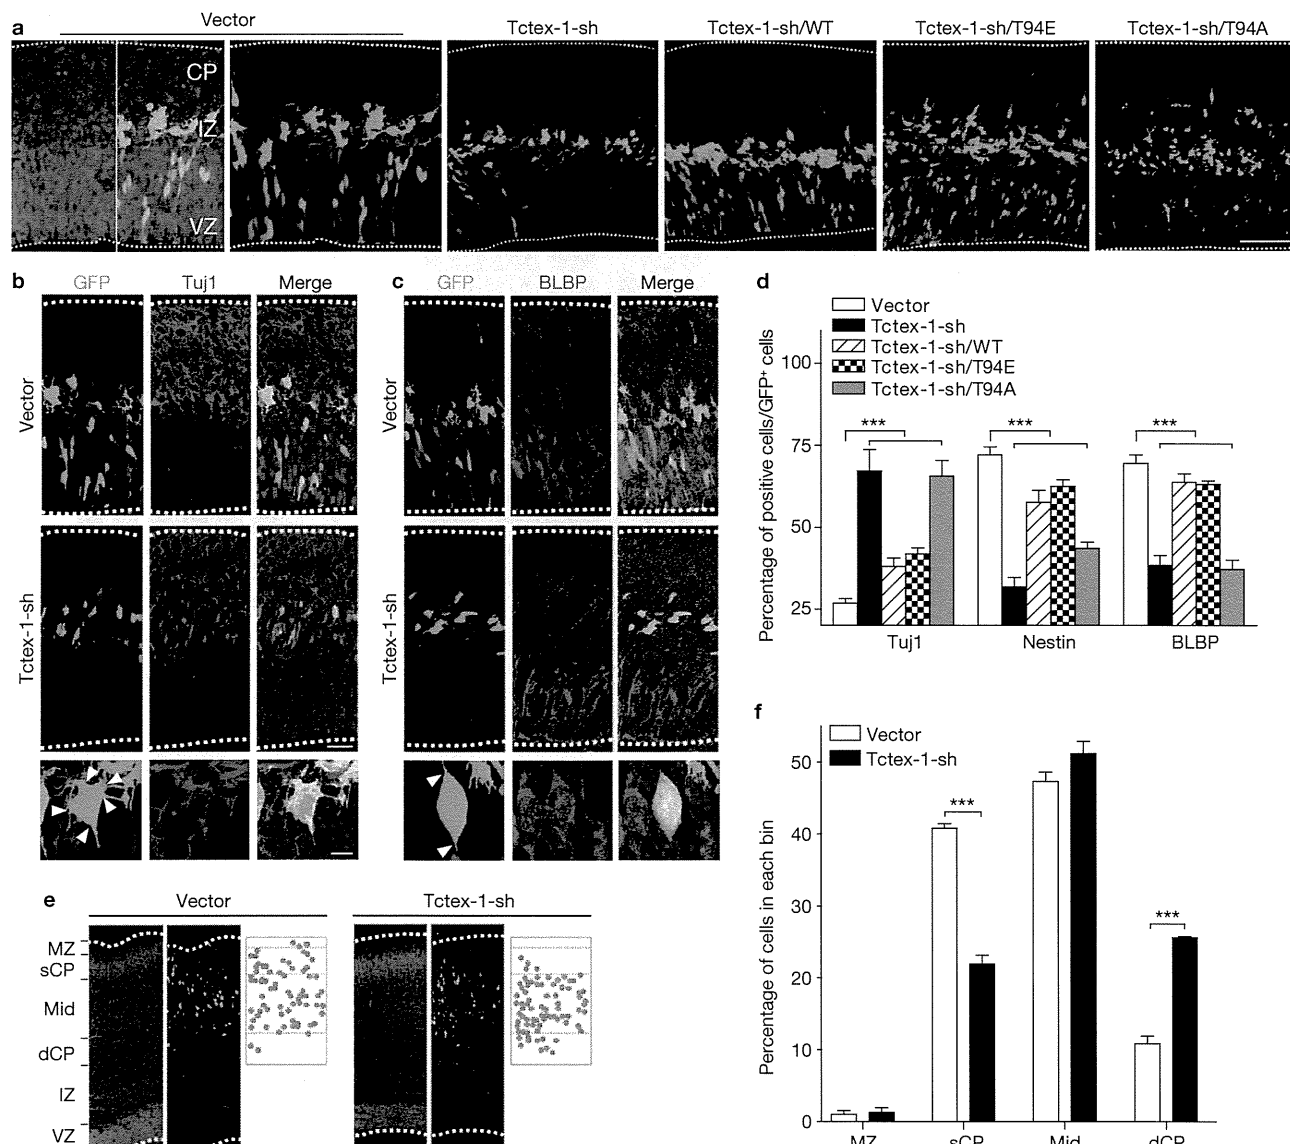 a
Vector
Tctex-1-sh
Tctex-1-sh/WT
Tctex-1-sh/T94E
Tctex-1-sh/T94A
CP
IZ
VZ
b
GFP
Tuj1
Merge
Vector
Tctex-1-sh
c
GFP
BLBP
Merge
d
Vector
Tctex-1-sh
Tctex-1-sh/WT
Tctex-1-sh/T94E
Tctex-1-sh/T94A
Percentage of positive cells/GFP⁺ cells
100
75
50
25
***
***
***
Tuj1
Nestin
BLBP
e
Vector
Tctex-1-sh
MZ
sCP
Mid
dCP
IZ
VZ
f
Vector
Tctex-1-sh
Percentage of cells in each bin
50
40
30
20
10
0
***
***
MZ
sCP
Mid
dCP